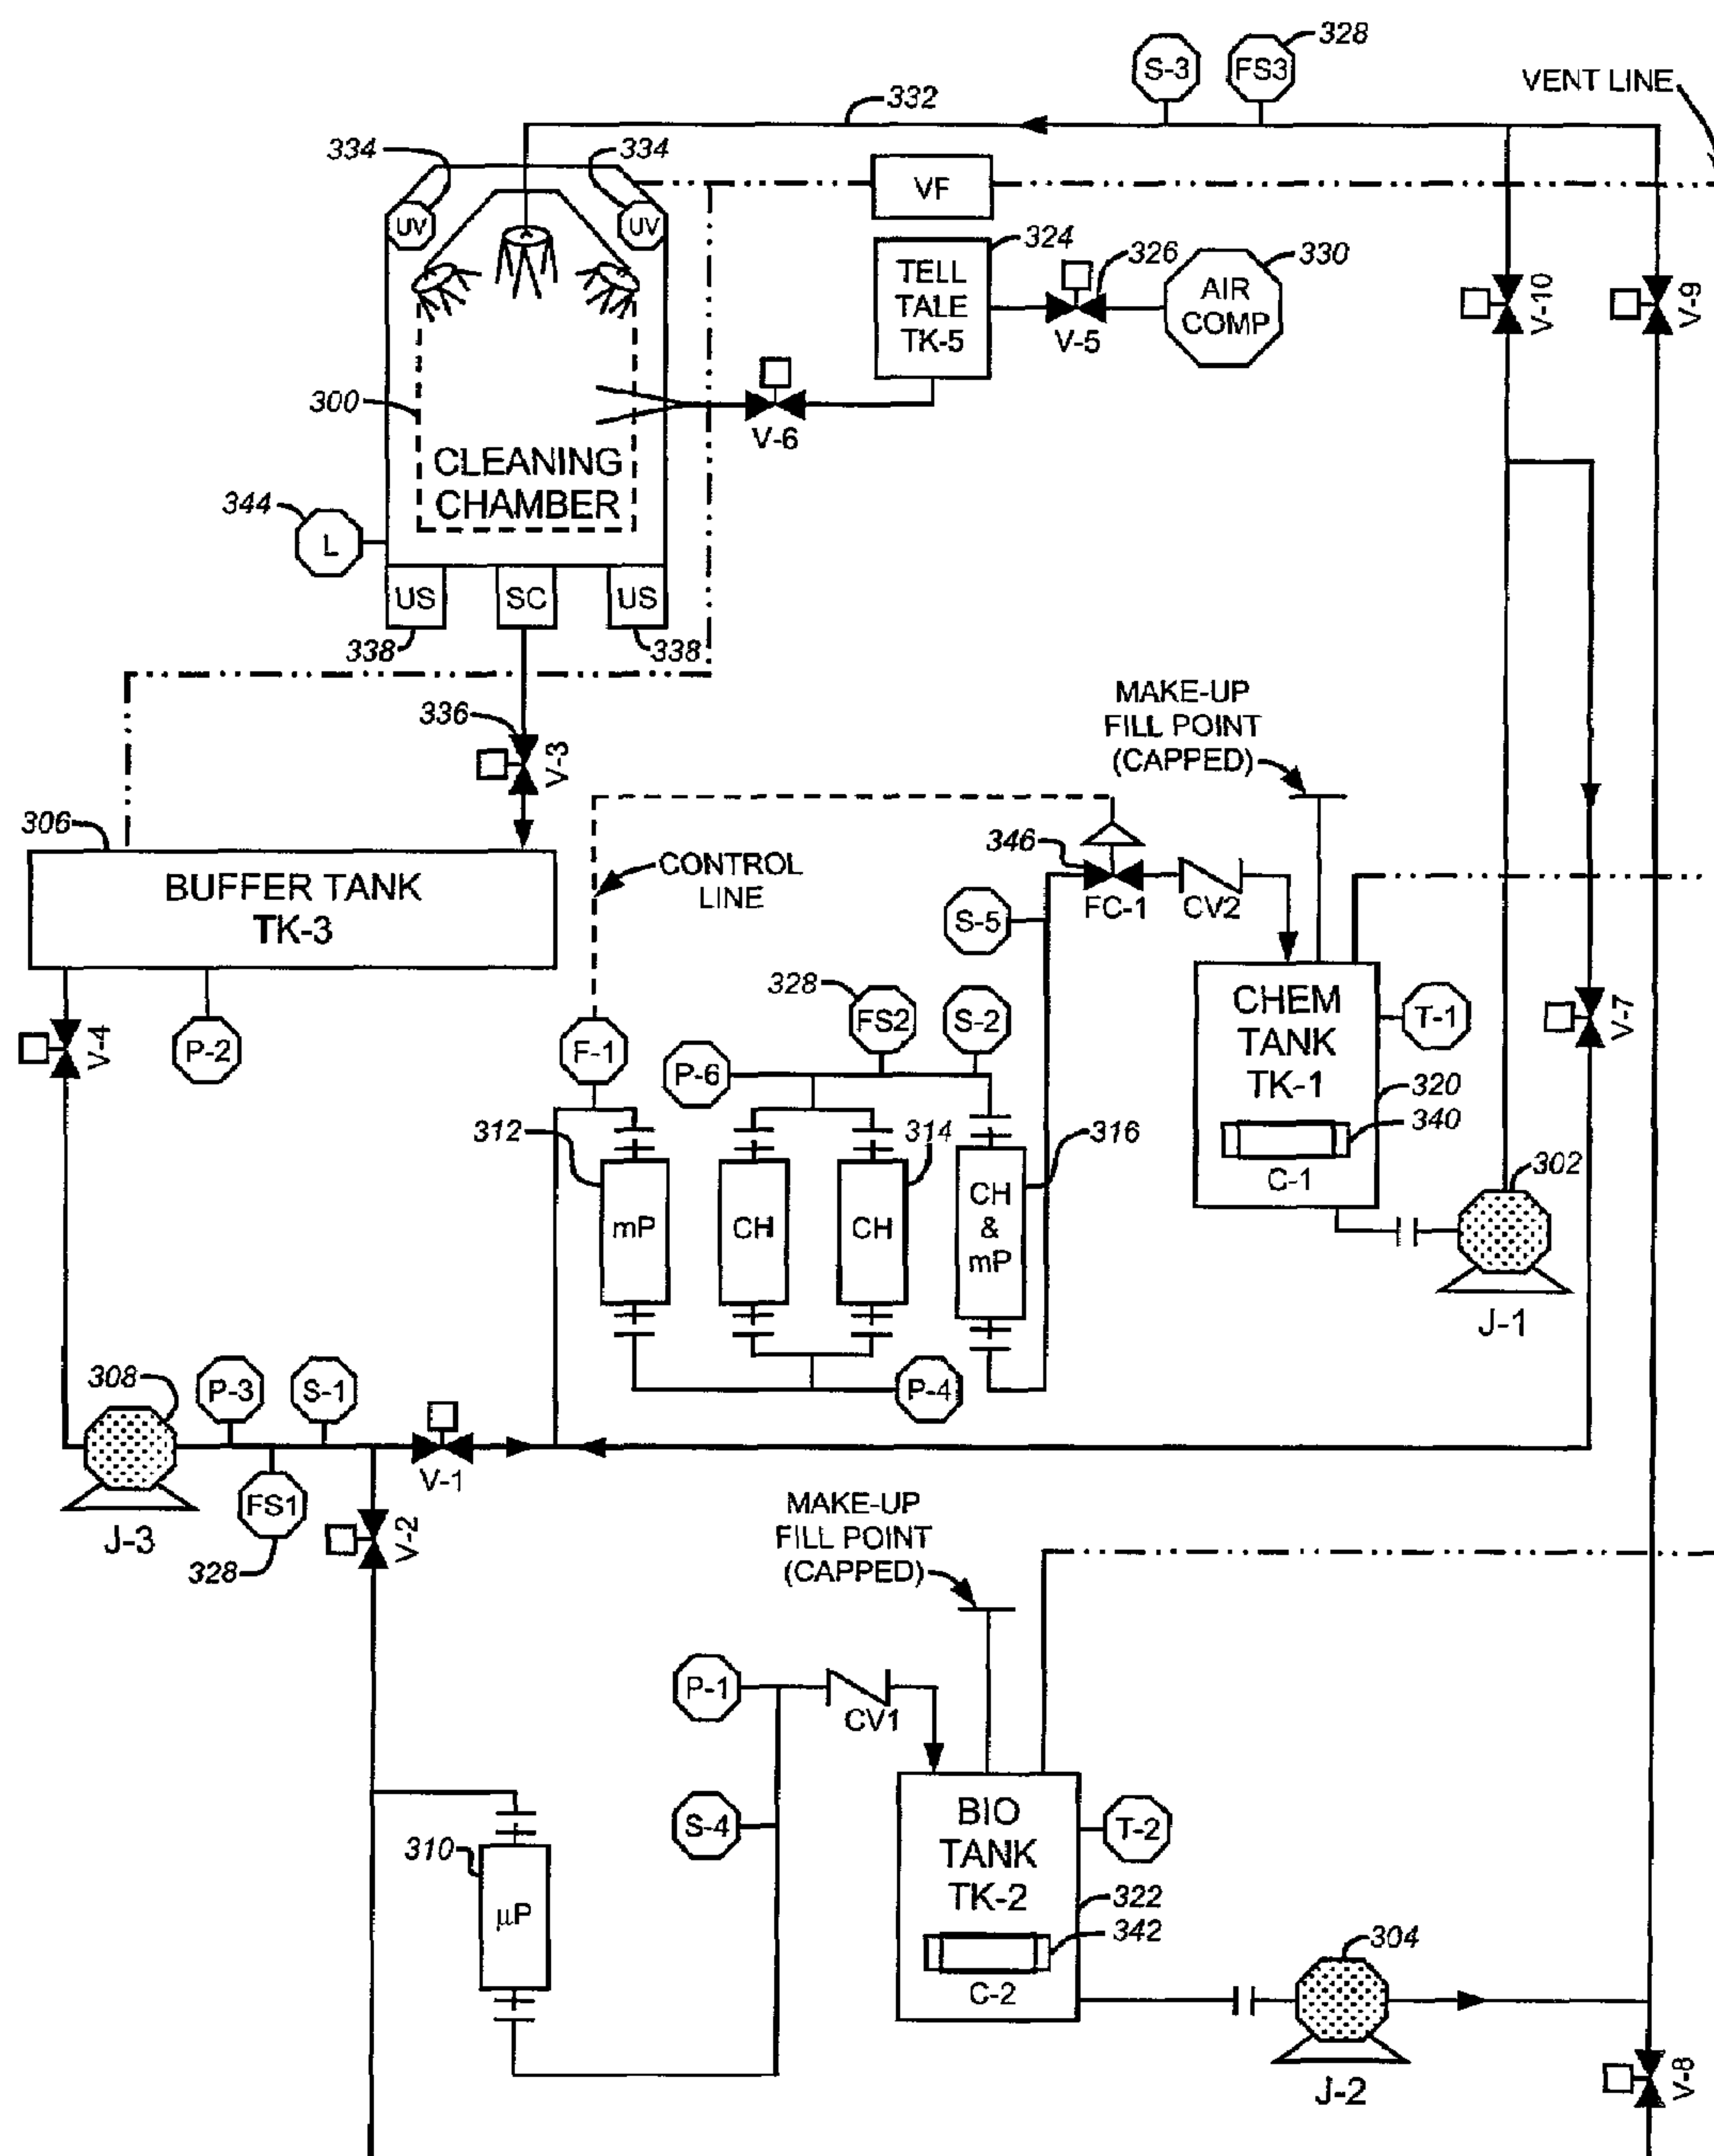 328
S-3
FS3
VENT LINE
332
334
334
VF
UV
UV
324
326
330
TELL
TALE
TK-5
AIR
COMP
V-5
V-10
V-9
300
V-6
CLEANING
CHAMBER
344
L
US
SC
US
338
338
336
V-3
MAKE-UP
FILL POINT
(CAPPED)
306
BUFFER TANK
TK-3
CONTROL
LINE
346
FC-1
CV2
S-5
V-4
P-2
328
FS2
S-2
F-1
P-6
CHEM
TANK
TK-1
T-1
V-7
320
340
C-1
312
314
316
302
mP
CH
CH
CH
&
mP
J-1
308
P-3
S-1
P-4
V-1
FS1
J-3
328
V-2
MAKE-UP
FILL POINT
(CAPPED)
P-1
CV1
S-4
BIO
TANK
TK-2
T-2
310
µP
322
342
304
C-2
J-2
V-8